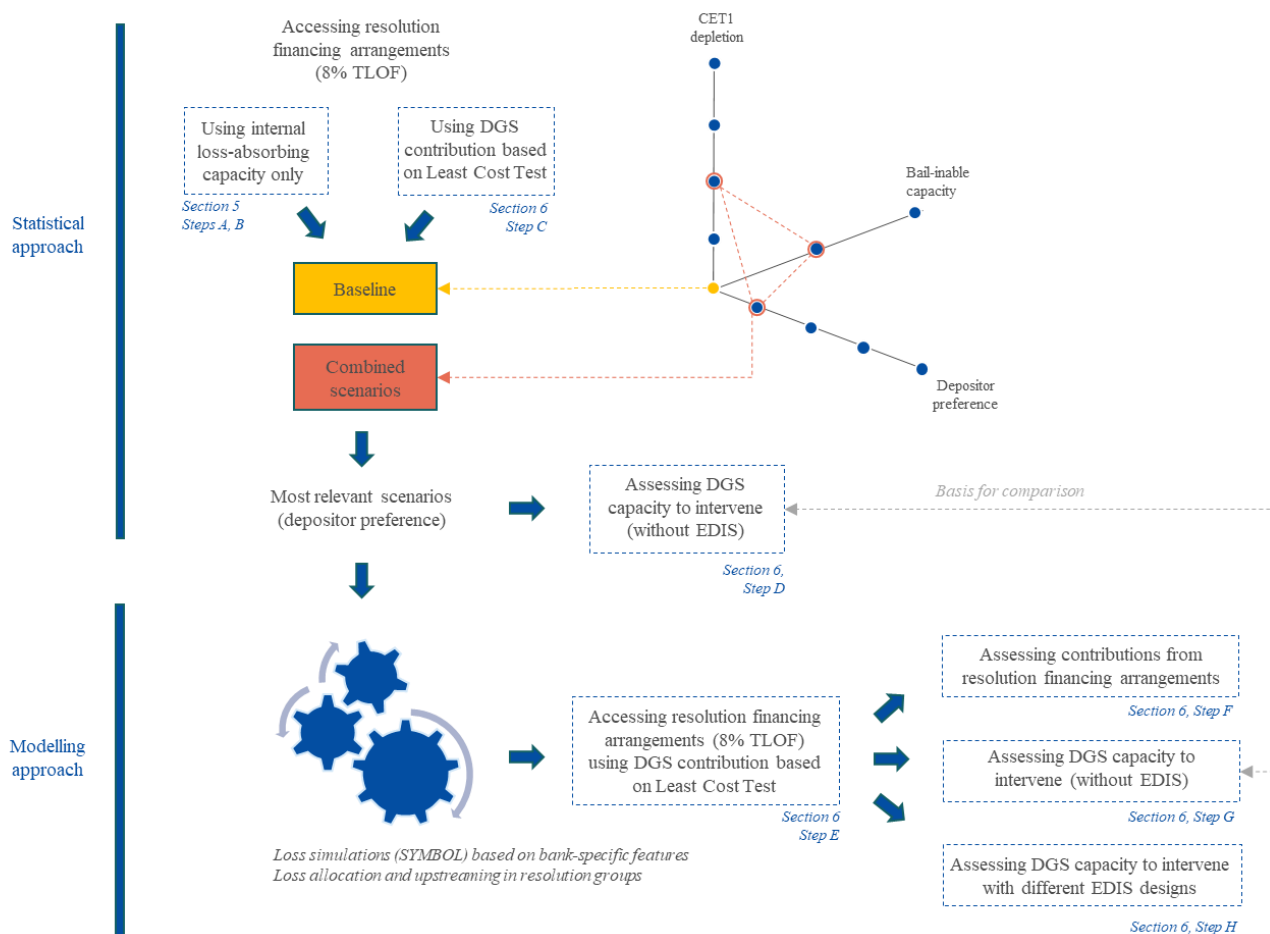 Accessing resolution
financing arrangements
(8% TLOF)
CET1
depletion
Using internal
loss-absorbing
capacity only
Using DGS
contribution based
on Least Cost Test
Bail-inable
capacity
Section 5
Steps A, B
Section 6
Step C
Statistical
approach
Baseline
Combined
scenarios
Depositor
preference
Most relevant scenarios
(depositor preference)
Assessing DGS
capacity to intervene
(without EDIS)
Basis for comparison
Section 6,
Step D
Modelling
approach
Accessing resolution financing
arrangements (8% TLOF)
using DGS contribution based
on Least Cost Test
Section 6
Step E
Assessing contributions from
resolution financing arrangements
Section 6, Step F
Assessing DGS capacity to
intervene (without EDIS)
Section 6, Step G
Loss simulations (SYMBOL) based on bank-specific features
Loss allocation and upstreaming in resolution groups
Assessing DGS capacity to intervene
with different EDIS designs
Section 6, Step H